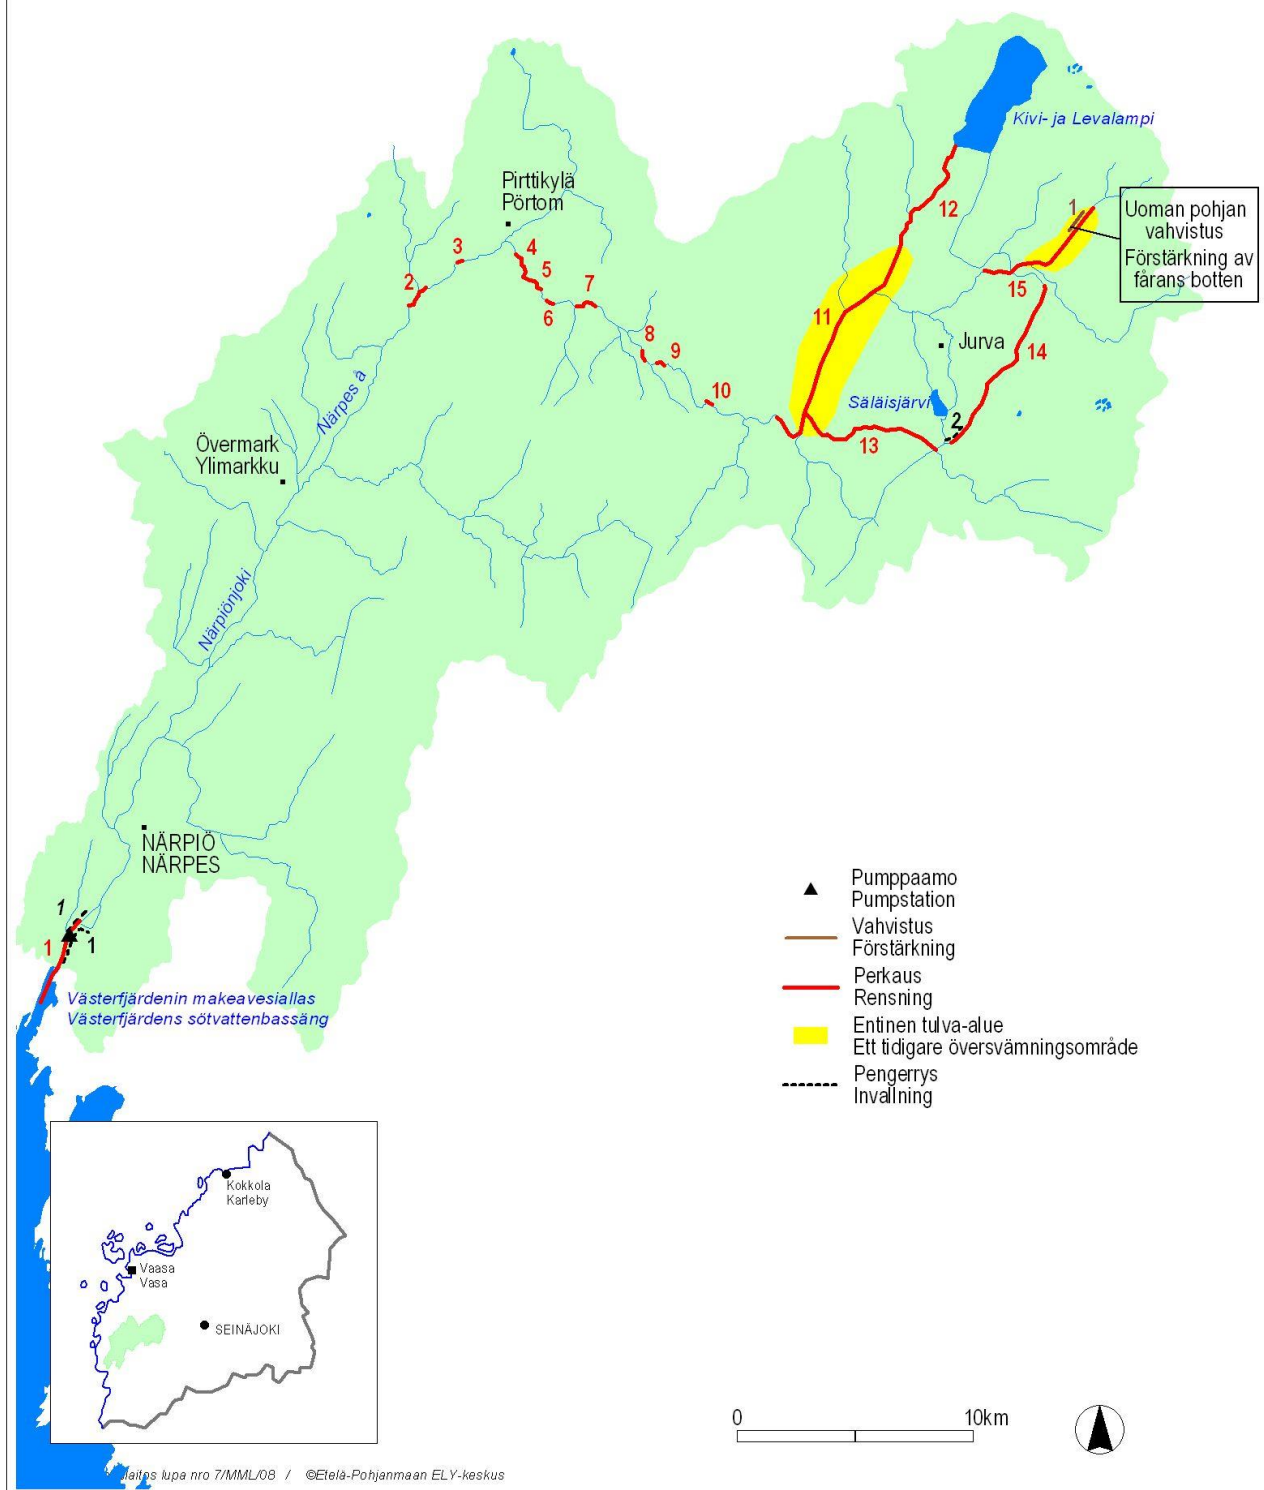 Kivi- ja Levalampi
Pirttikylä
Pörtom
12
1
Uoman pohjan
vahvistus
Förstärkning av
fårans botten
3
4
5
2
7
6
15
11
8
9
Jurva
14
10
Säläisjärvi
2
13
Närpes å
Övermark
Ylimarkku
Närpiönjoki
NÄRPIÖ
NÄRPES
1
1
1
Västerfjärdenin makeavesiallas
Västerfjärdens sötvattenbassäng
Pumppaamo
Pumpstation
Vahvistus
Förstärkning
Perkaus
Rensning
Entinen tulva-alue
Ett tidigare översvämningsområde
Pengerrys
Invallning
Kokkola
Karleby
Vaasa
Vasa
SEINÄJOKI
0 10km
lupa nro 7/MML/08 / ©Etelä-Pohjanmaan ELY-keskus